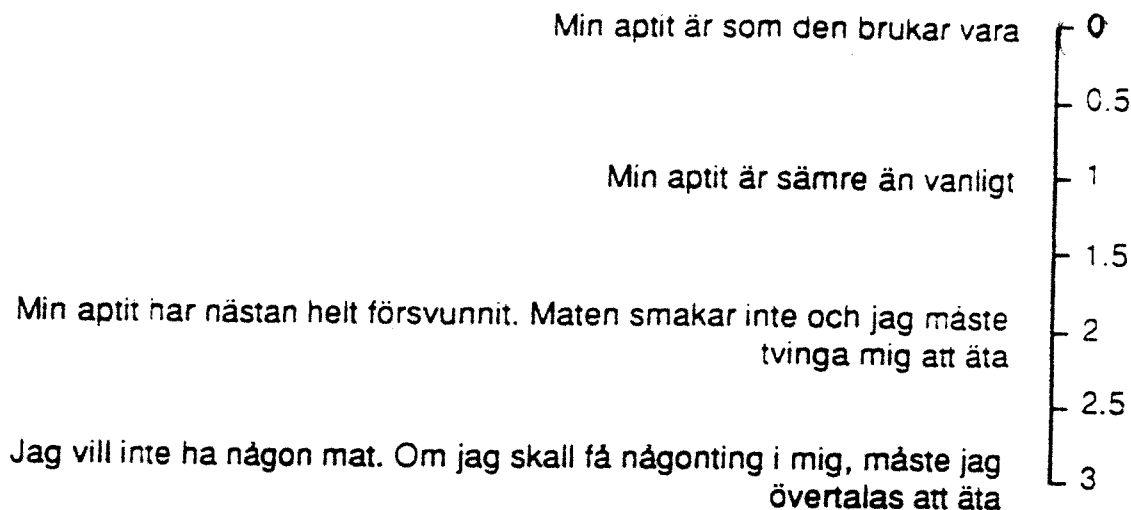 Min aptit är som den brukar vara 0
0.5
Min aptit är sämre än vanligt 1
1.5
Min aptit har nästan helt försvunnit. Maten smakar inte och jag måste
tvinga mig att äta 2
2.5
Jag vill inte ha någon mat. Om jag skall få någonting i mig, måste jag
övertalas att äta 3